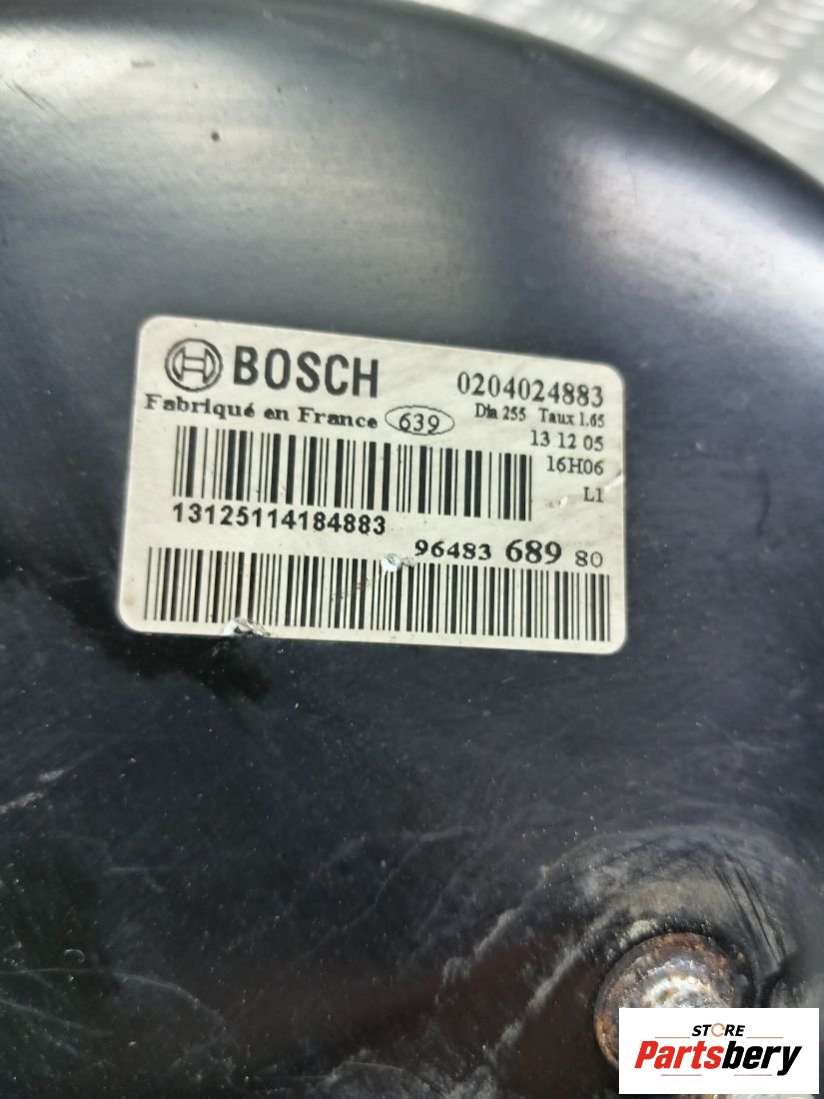 BOSCH 0204024883
Fabriqué en France 639 Dia 255 Taux 1.65
13 12 05
16H06
L1
13125114184883
96483 689 80
STORE
Partsbery